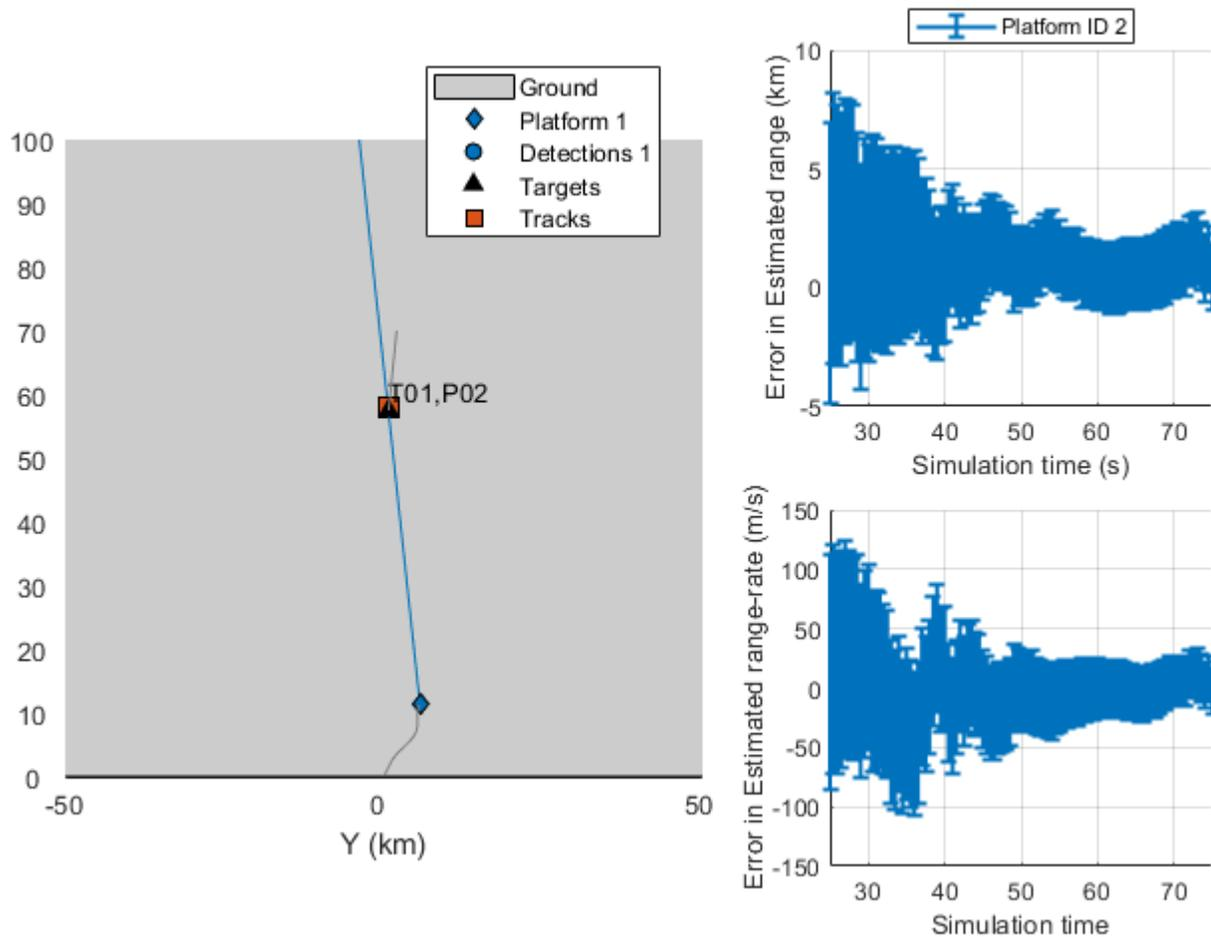 Ground
Platform 1
Detections 1
Targets
Tracks
100
90
80
70
60
50
40
30
20
10
0
-50
0
50
Y (km)
T01,P02
Platform ID 2
Error in Estimated range (km)
10
5
0
-5
30
40
50
60
70
Simulation time (s)
Error in Estimated range-rate (m/s)
150
100
50
0
-50
-100
-150
30
40
50
60
70
Simulation time